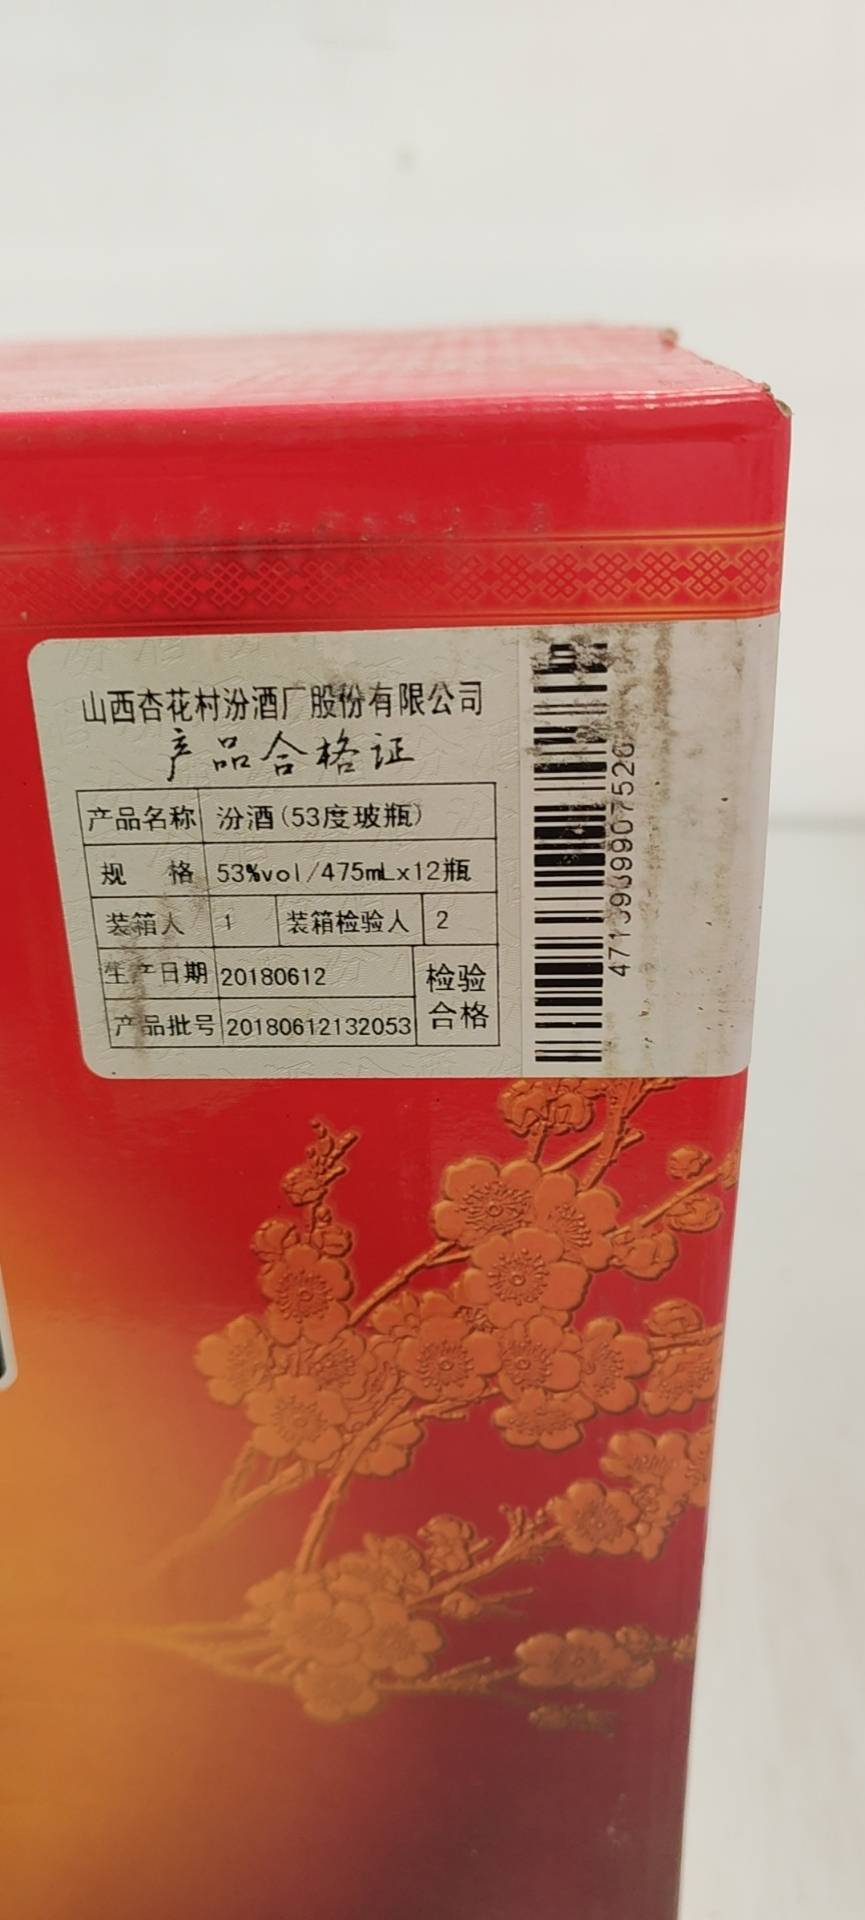 山西杏花村汾酒厂股份有限公司
产品合格证
产品名称 汾酒(53度玻瓶)
规 格 53%vol/475mLx12瓶
装箱人 1 装箱检验人 2
生产日期 20180612
检验合格
产品批号 20180612132053